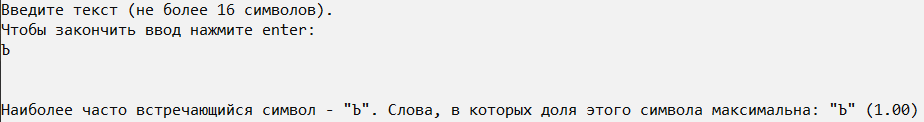 Введите текст (не более 16 символов).
Чтобы закончить ввод нажмите enter:
Ъ
Наиболее часто встречающийся символ - "Ъ". Слова, в которых доля этого символа максимальна: "Ъ" (1.00)